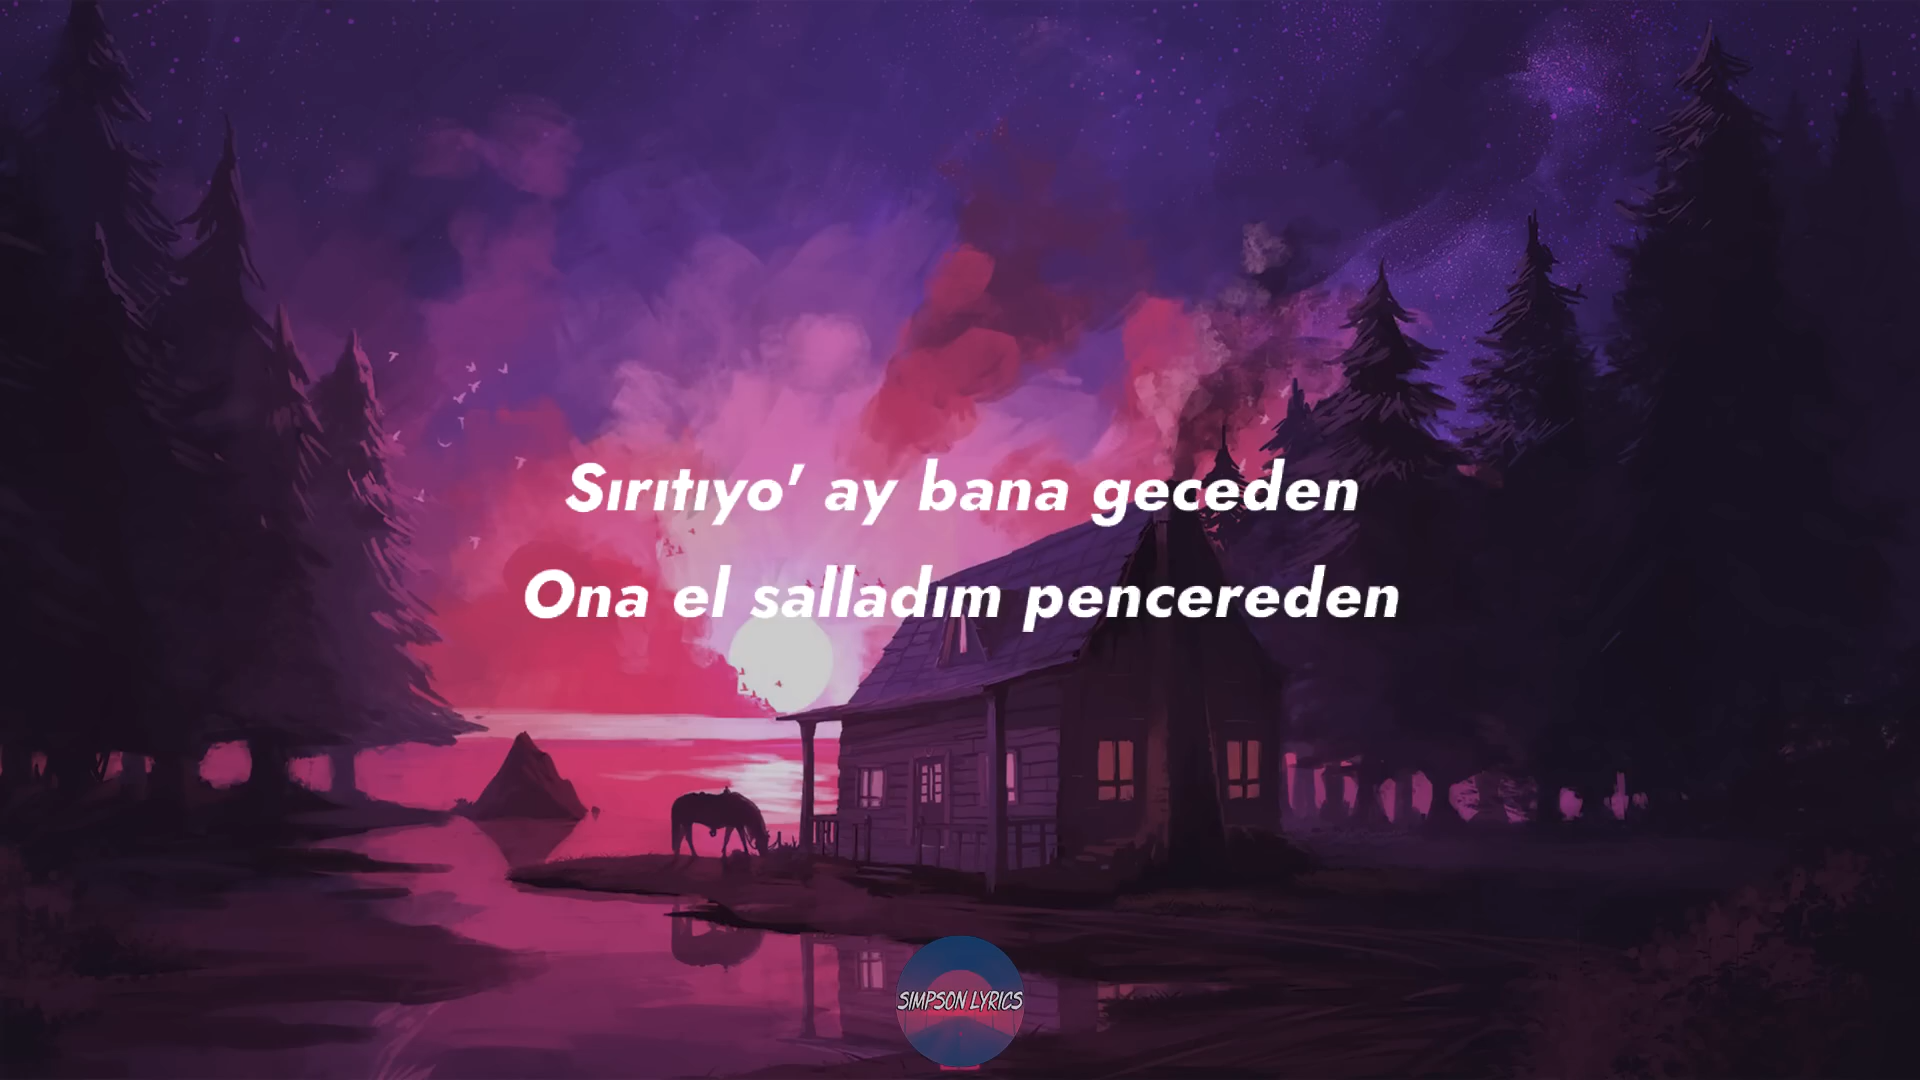 Sırıtıyo' ay bana geceden
Ona el salladım pencereden
SIMPSON LYRICS